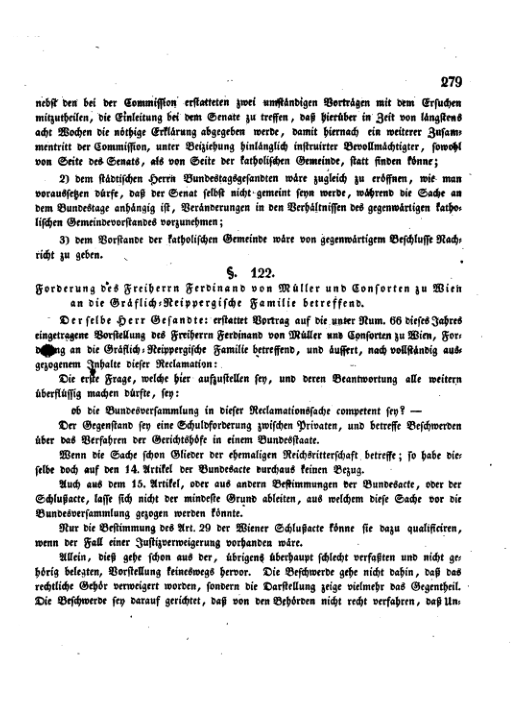 279
nebst den bei der Commission erstatteten zwei umständigen Vorträgen mit dem Ersuchen
mitzutheilen, die Einleitung bei dem Senate zu treffen, daß hierüber in Zeit von längstens
acht Wochen die nöthige Erklärung abgegeben werde, damit hiernach ein weiterer Zusam-
mentritt der Commission, unter Beiziehung hinlänglich instruirter Bevollmächtigter, sowohl
von Seite des Senats, als von Seite der katholischen Gemeinde, statt finden könne;
2) dem städtischen Herrn Bundestagsgesandten wäre zugleich zu eröffnen, wie man
voraussetzen dürfe, daß der Senat selbst nicht gemeint seyn werde, während die Sache an
dem Bundestage anhängig ist, Veränderungen in den Verhältnissen des gegenwärtigen katho-
lischen Gemeindevorstandes vorzunehmen;
3) dem Vorstande der katholischen Gemeinde wäre von gegenwärtigem Beschlusse Nach-
richt zu geben.
§. 122.
Forderung des Freiherrn Ferdinand von Müller und Consorten zu Wien
an die Gräflich-Neippergische Familie betreffend.
Derselbe Herr Gesandte: erstattet Vortrag auf die unter Num. 66 dieses Jahres
eingetragene Vorstellung des Freiherrn Ferdinand von Müller und Consorten zu Wien, For-
derung an die Gräflich-Neippergische Familie betreffend, und äussert, nach vollständig aus-
gezogenem Inhalte dieser Reclamation:
Die erste Frage, welche hier aufzustellen sey, und deren Beantwortung alle weitern
überflüssig machen dürfte, sey:
ob die Bundesversammlung in dieser Reclamationssache competent sey? —
Der Gegenstand sey eine Schuldforderung zwischen Privaten, und betreffe Beschwerden
über das Verfahren der Gerichtshöfe in einem Bundesstaate.
Wenn die Sache schon Glieder der ehemaligen Reichsritterschaft betreffe; so habe die-
selbe doch auf den 14. Artikel der Bundesacte durchaus keinen Bezug.
Auch aus dem 15. Artikel, oder aus andern Bestimmungen der Bundesacte, oder der
Schlußacte, lasse sich nicht der mindeste Grund ableiten, aus welchem diese Sache vor die
Bundesversammlung gezogen werden könnte.
Nur die Bestimmung des Art. 29 der Wiener Schlußacte könne sie dazu qualificiren,
wenn der Fall einer Justizverweigerung vorhanden wäre.
Allein, dieß gehe schon aus der, übrigens überhaupt schlecht verfaßten und nicht ge-
hörig belegten, Vorstellung keineswegs hervor. Die Beschwerde gehe nicht dahin, daß das
rechtliche Gehör verweigert worden, sondern die Darstellung zeige vielmehr das Gegentheil.
Die Beschwerde sey darauf gerichtet, daß von den Behörden nicht recht verfahren, daß Un-